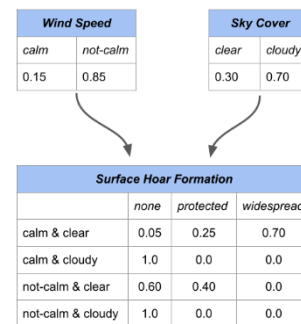 Wind Speed
calm not-calm
0.15 0.85
Sky Cover
clear cloudy
0.30 0.70
Surface Hoar Formation
none protected widespread
calm & clear 0.05 0.25 0.70
calm & cloudy 1.0 0.0 0.0
not-calm & clear 0.60 0.40 0.0
not-calm & cloudy 1.0 0.0 0.0